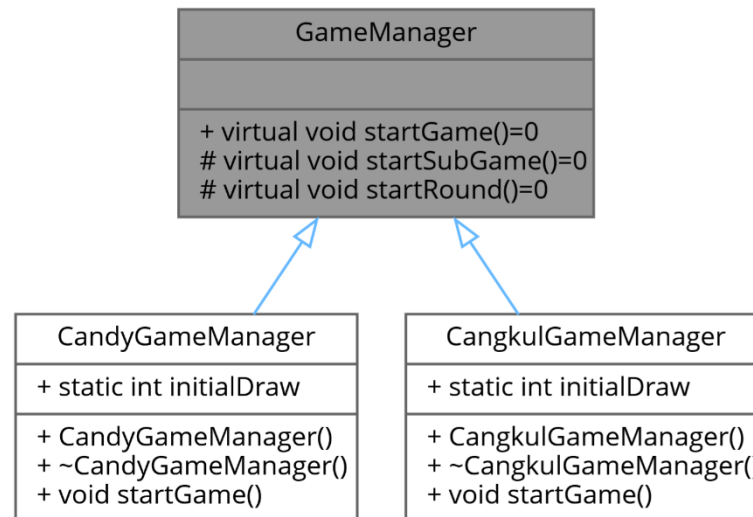 GameManager
+ virtual void startGame()=0
# virtual void startSubGame()=0
# virtual void startRound()=0
CandyGameManager
+ static int initialDraw
+ CandyGameManager()
+ ~CandyGameManager()
+ void startGame()
CangkulGameManager
+ static int initialDraw
+ CangkulGameManager()
+ ~CangkulGameManager()
+ void startGame()